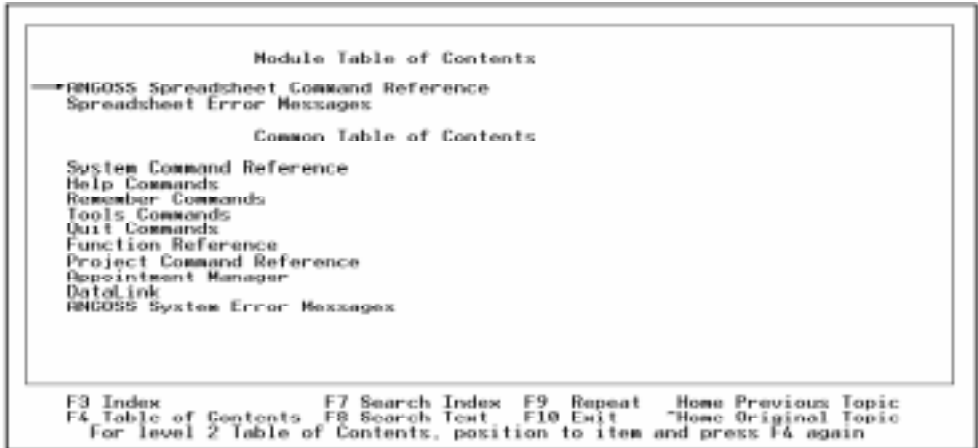 Module Table of Contents
ANGOSS Spreadsheet Command Reference
Spreadsheet Error Messages
Common Table of Contents
System Command Reference
Help Commands
Remember Commands
Tools Commands
Quit Commands
Function Reference
Project Command Reference
Appointment Manager
DataLink
ANGOSS System Error Messages
F3 Index F7 Search Index F9 Repeat Home Previous Topic
F4 Table of Contents F8 Search Text F10 Exit ^Home Original Topic
For level 2 Table of Contents, position to item and press F4 again